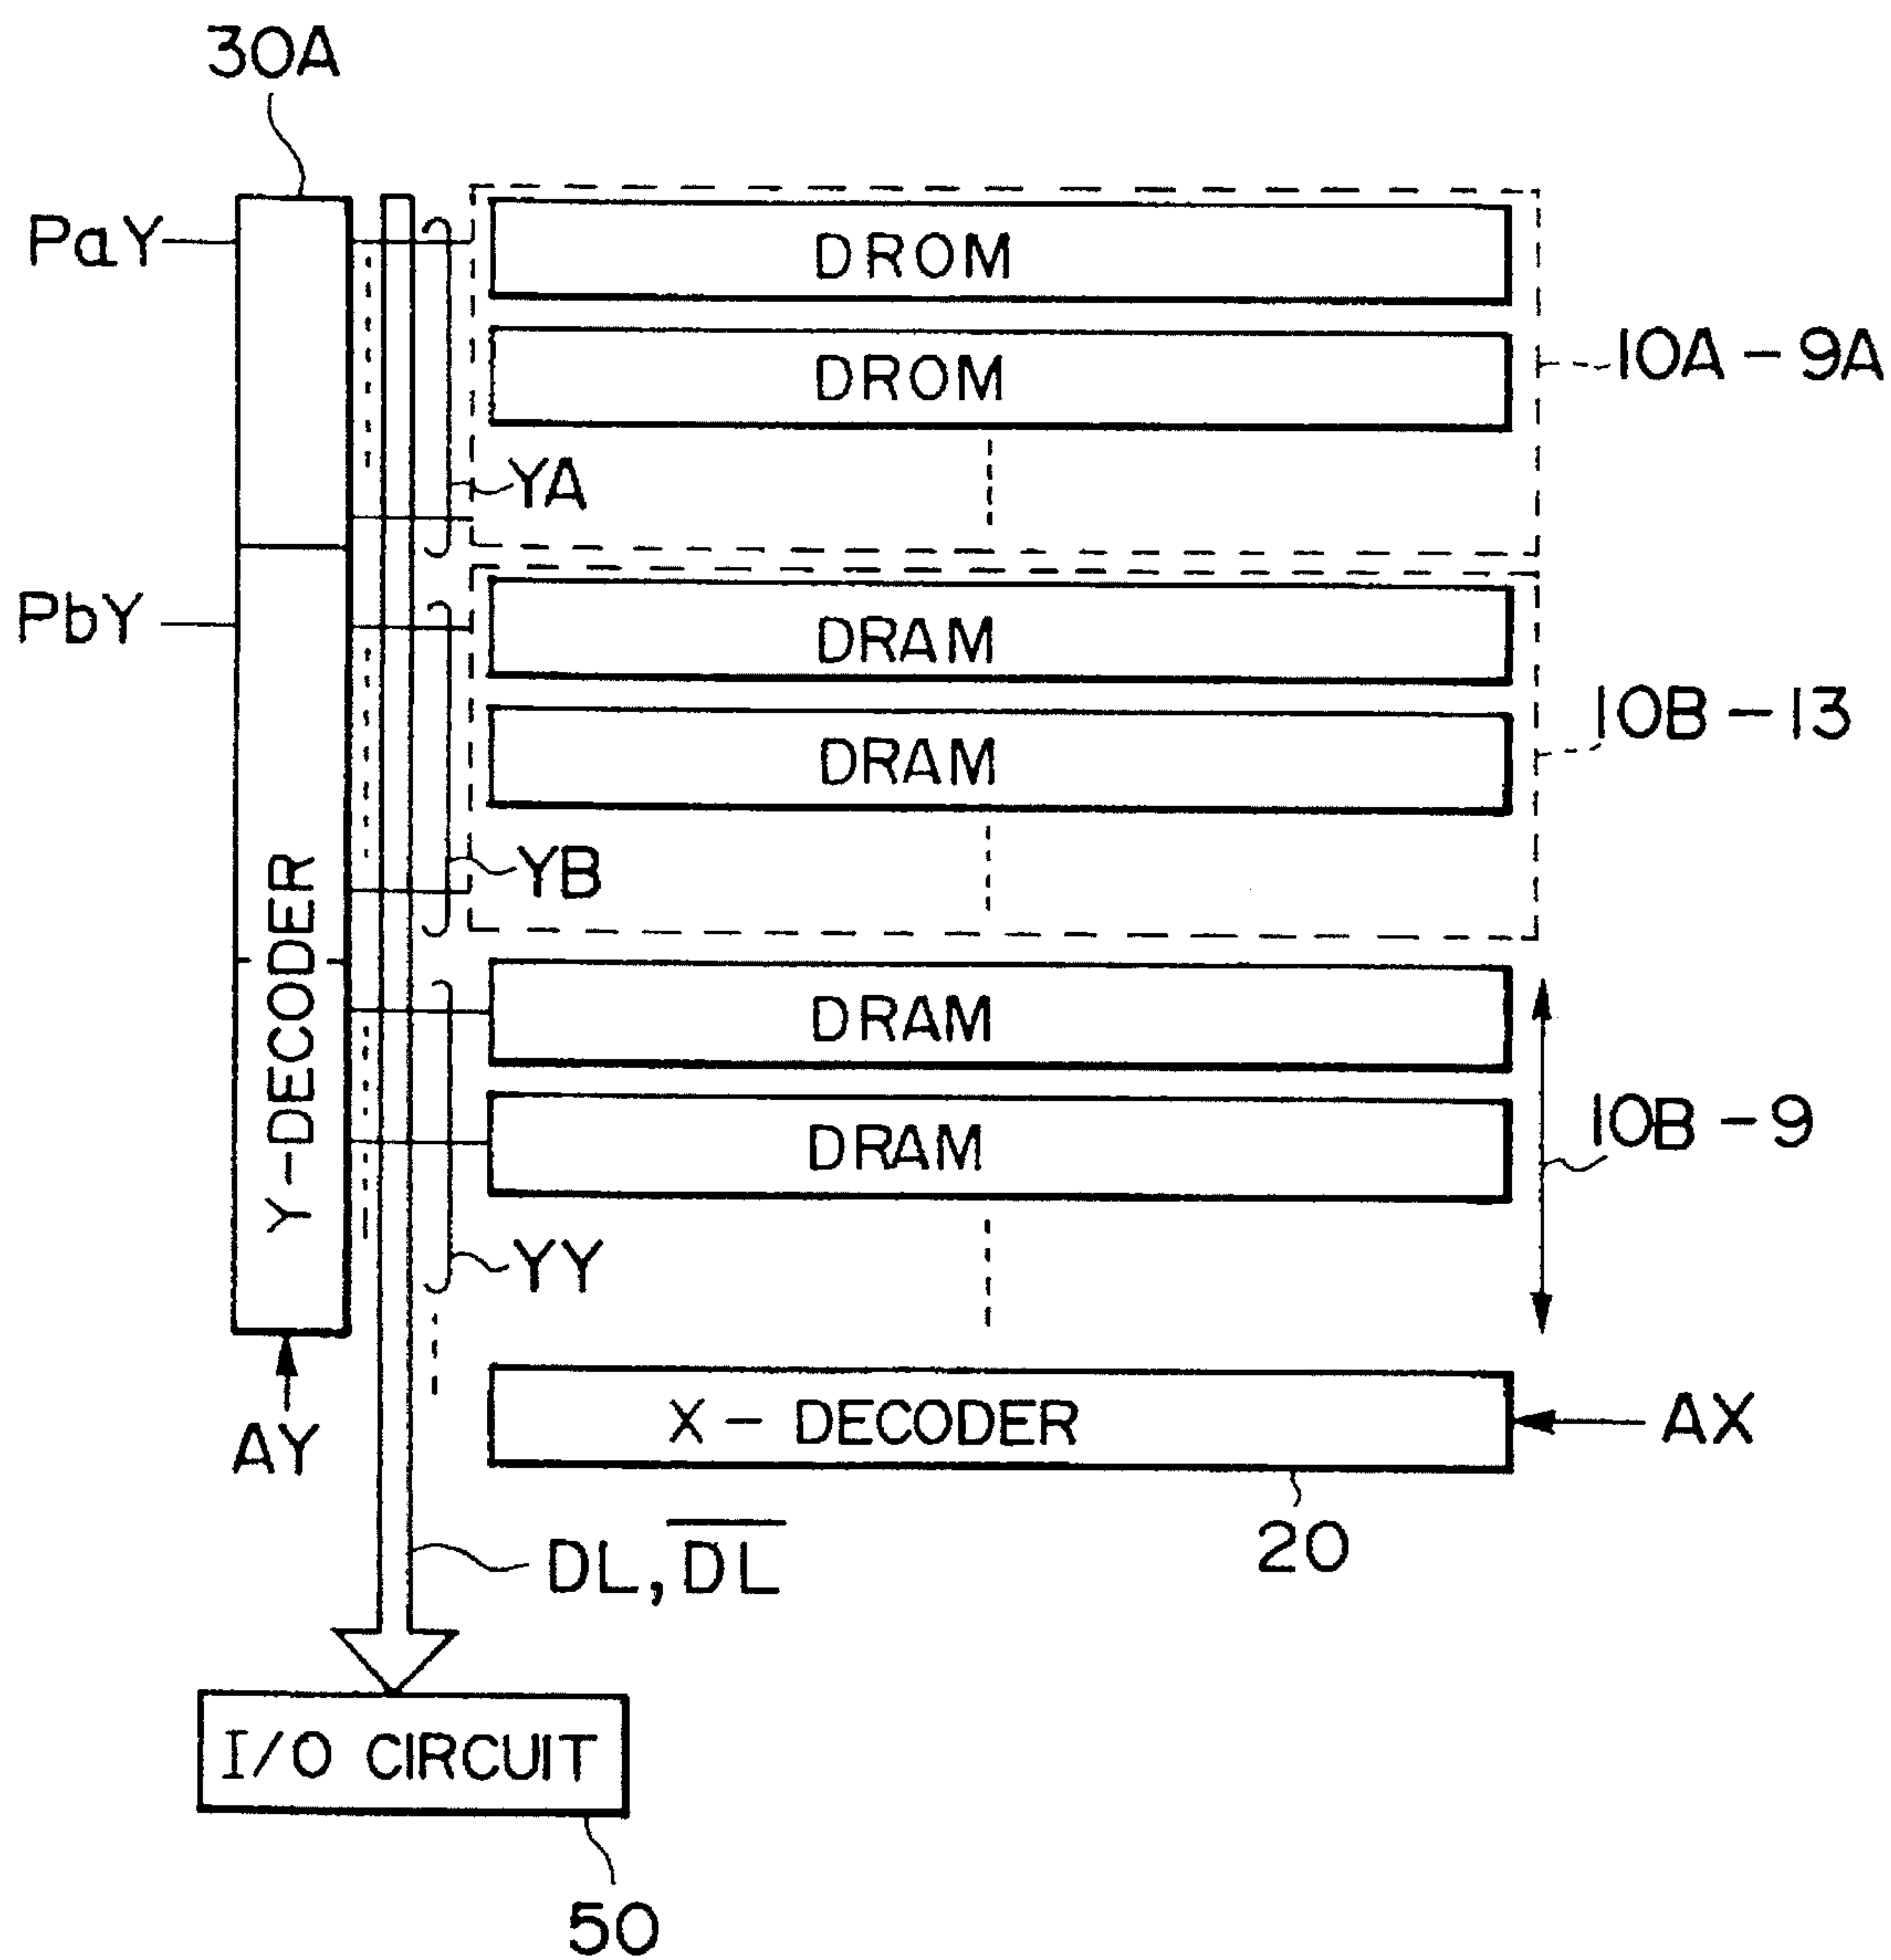 30A
PaY
DROM
DROM
10A-9A
YA
PbY
DRAM
DRAM
10B-13
YB
Y-DECODER
DRAM
DRAM
10B-9
YY
AY
X-DECODER
AX
20
DL, D̅L̅
I/O CIRCUIT
50